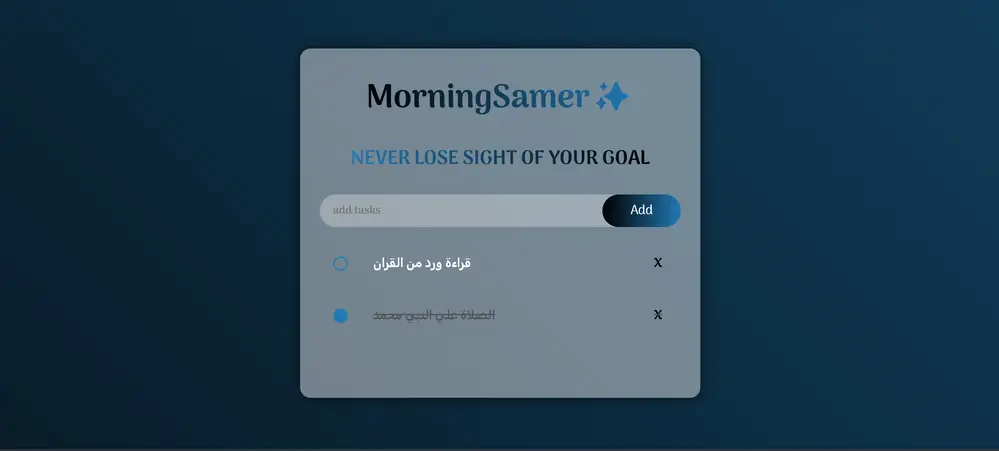 MorningSamer
NEVER LOSE SIGHT OF YOUR GOAL
add tasks
Add
قراءة ورد من القران
X
الصلاة علي النبي محمد
X